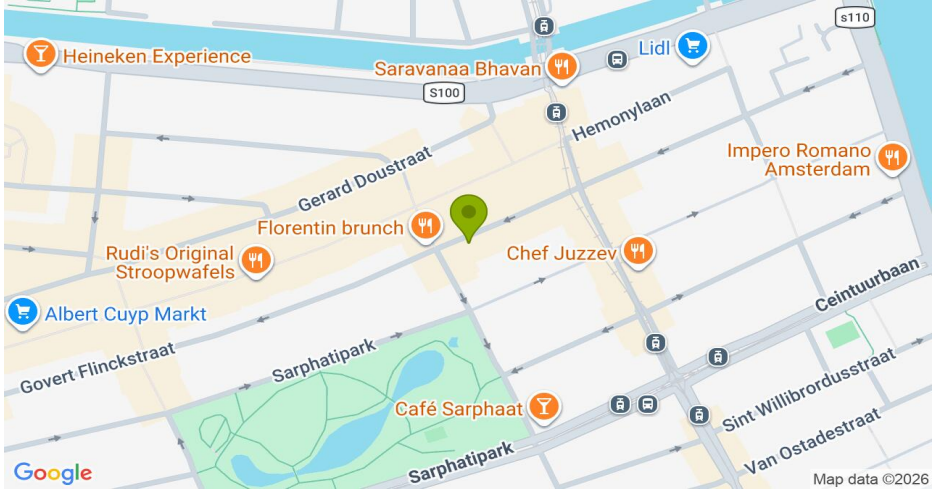 s110
Heineken Experience
Lidl
Saravanaa Bhavan
S100
Hemonylaan
Impero Romano
Amsterdam
Gerard Doustraat
Florentin brunch
Rudi's Original
Stroopwafels
Chef Juzzev
Ceintuurbaan
Albert Cuyp Markt
Govert Flinckstraat
Sarphatipark
Sint Willibrordusstraat
Café Sarphaat
Van Ostadestraat
Sarphatipark
Google
Map data ©2026